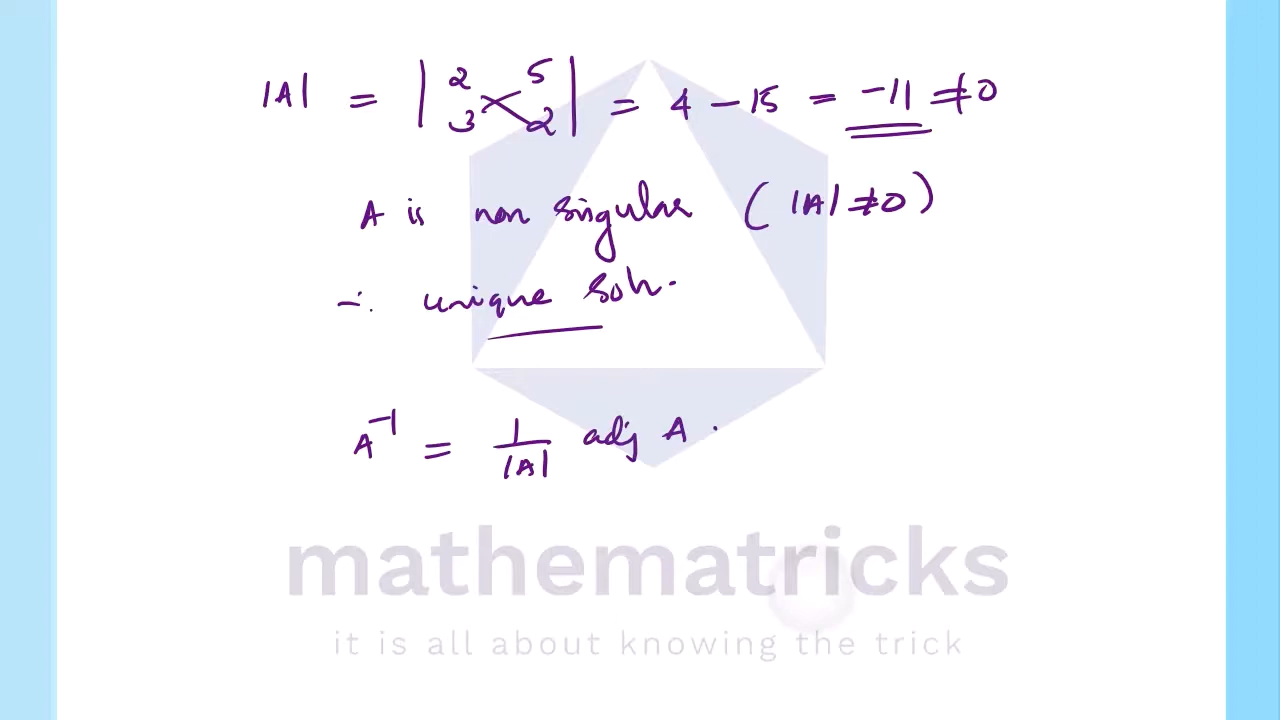 |A| = | 2 5 | = 4 - 15 = -11 ≠ 0
3 2
A is non singular ( |A| ≠ 0 )
∴ unique soln.
A⁻¹ = 1/|A| adj A .
mathematricks
it is all about knowing the trick